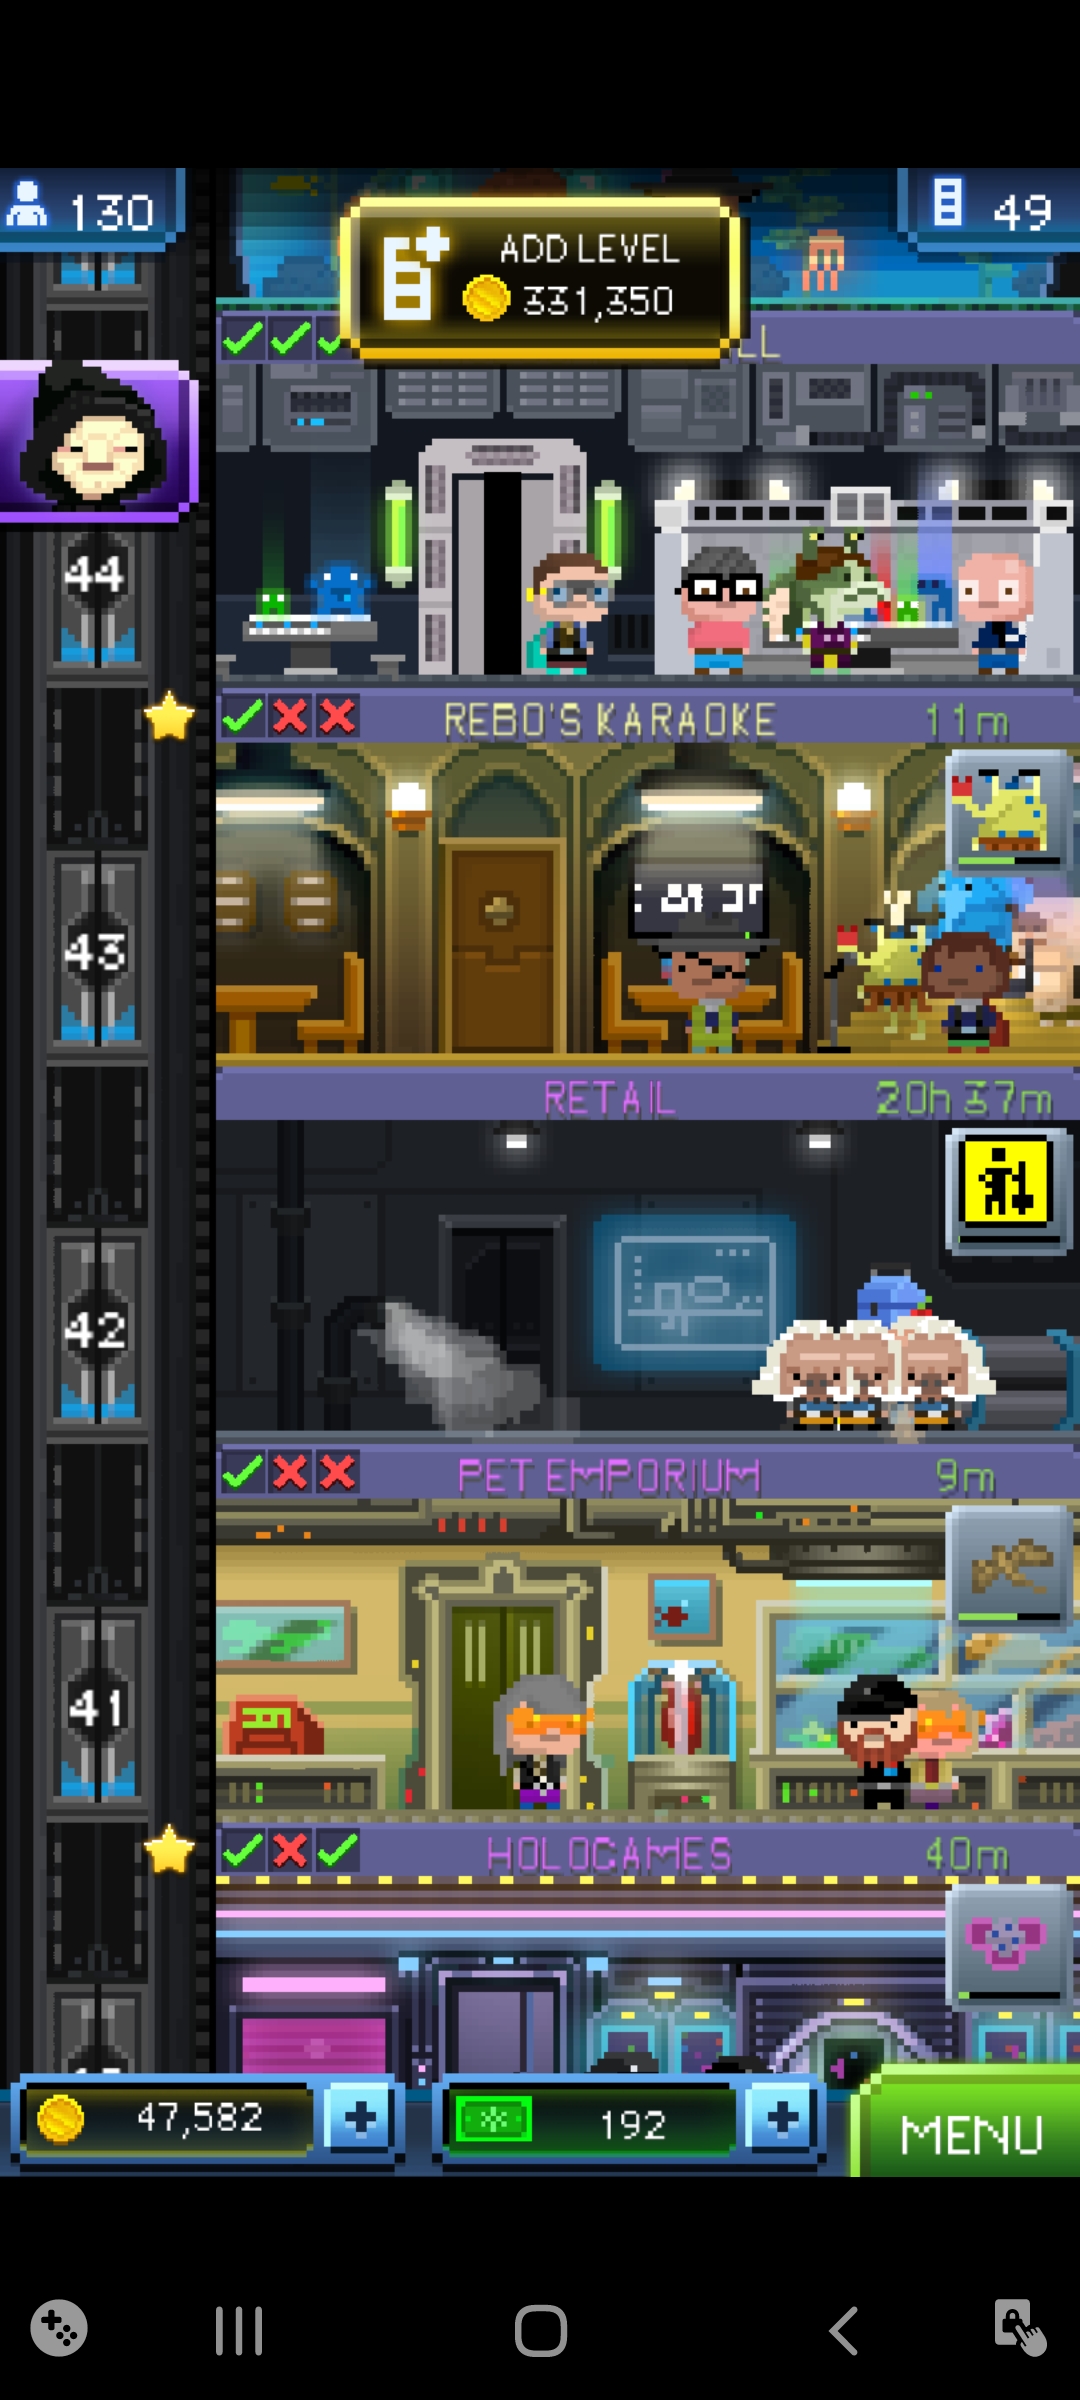 130
ADD LEVEL
331,350
49
LL
44
REBO'S KARAOKE 11m
43
RETAIL 20h 37m
42
PET EMPORIUM 9m
41
HOLOGAMES 40m
47,582
192
MENU